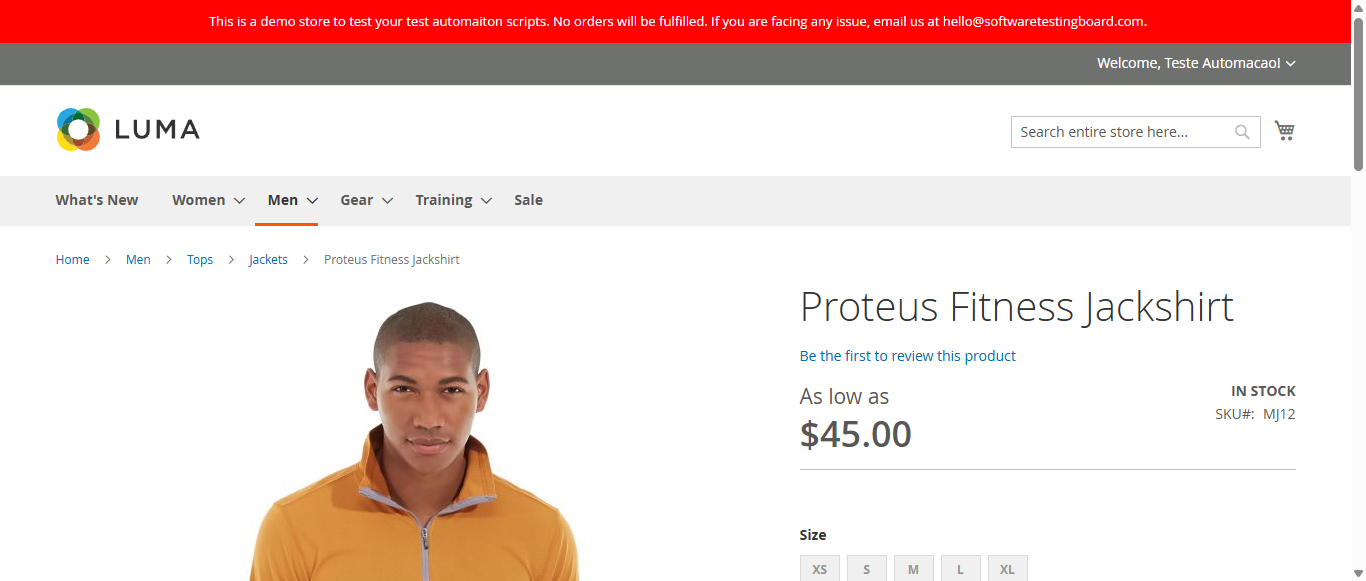 This is a demo store to test your test automaiton scripts. No orders will be fulfilled. If you are facing any issue, email us at hello@softwaretestingboard.com.
Welcome, Teste Automacao!
LUMA
Search entire store here...
What's New Women Men Gear Training Sale
Home Men Tops Jackets Proteus Fitness Jackshirt
Proteus Fitness Jackshirt
Be the first to review this product
As low as
$45.00
IN STOCK
SKU#: MJ12
Size
XS S M L XL